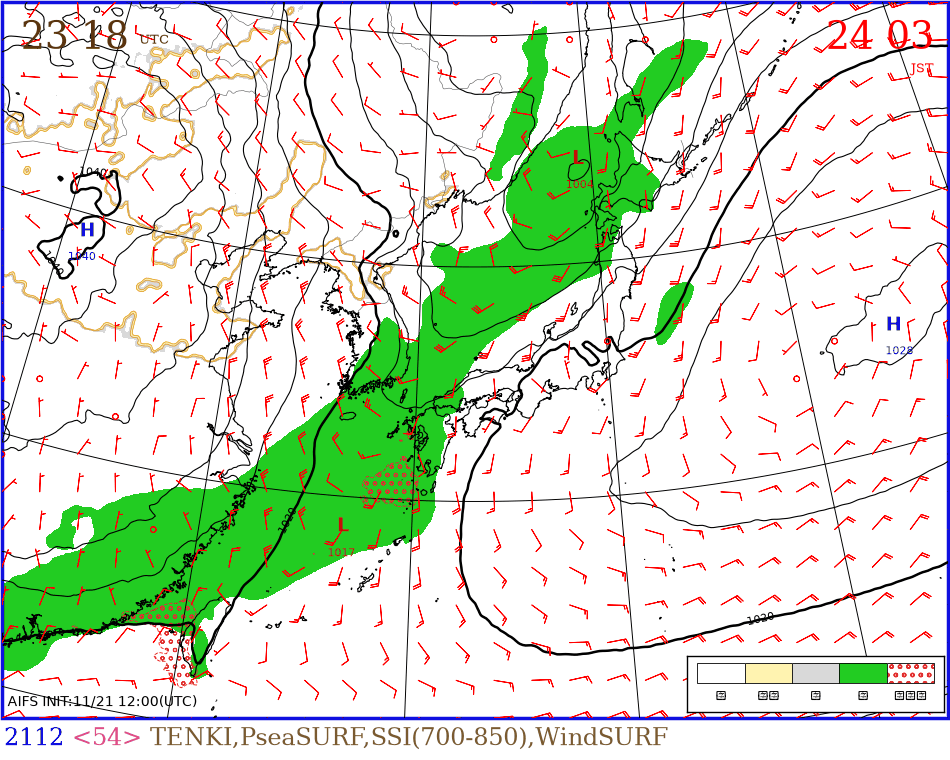 23 18 UTC
24 03
JST
L
1004
1040
H
1040
1040
H
1028
1020
L
1017
1020
AIFS INIT:11/21 12:00(UTC)
2112 <54> TENKI,PseaSURF,SSI(700-850),WindSURF